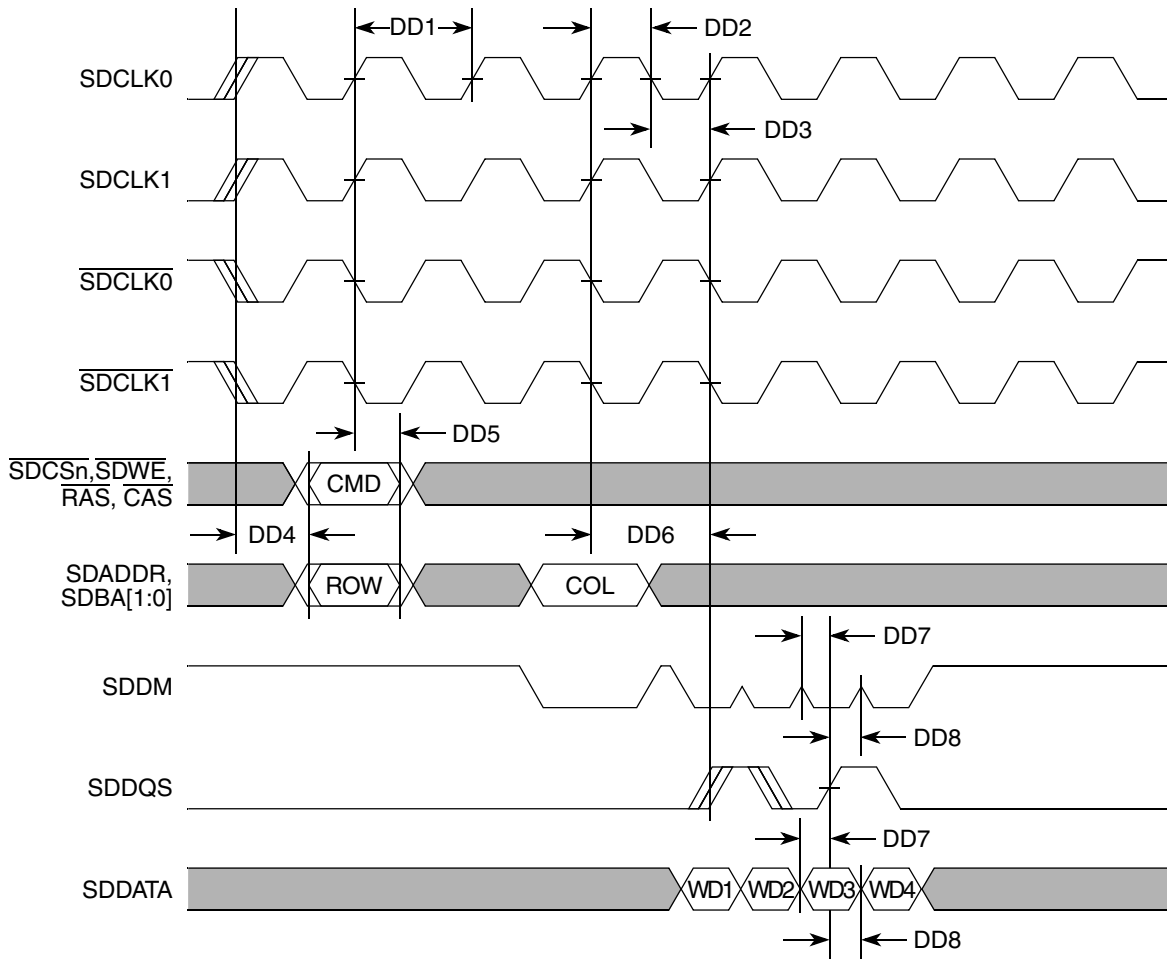 DD1
DD2
SDCLK0
DD3
SDCLK1
SDCLK0
SDCLK1
DD5
SDCSn,SDWE,
RAS, CAS
CMD
DD4
DD6
SDADDR,
SDBA[1:0]
ROW
COL
DD7
SDDM
DD8
SDDQS
DD7
SDDATA
WD1
WD2
WD3
WD4
DD8